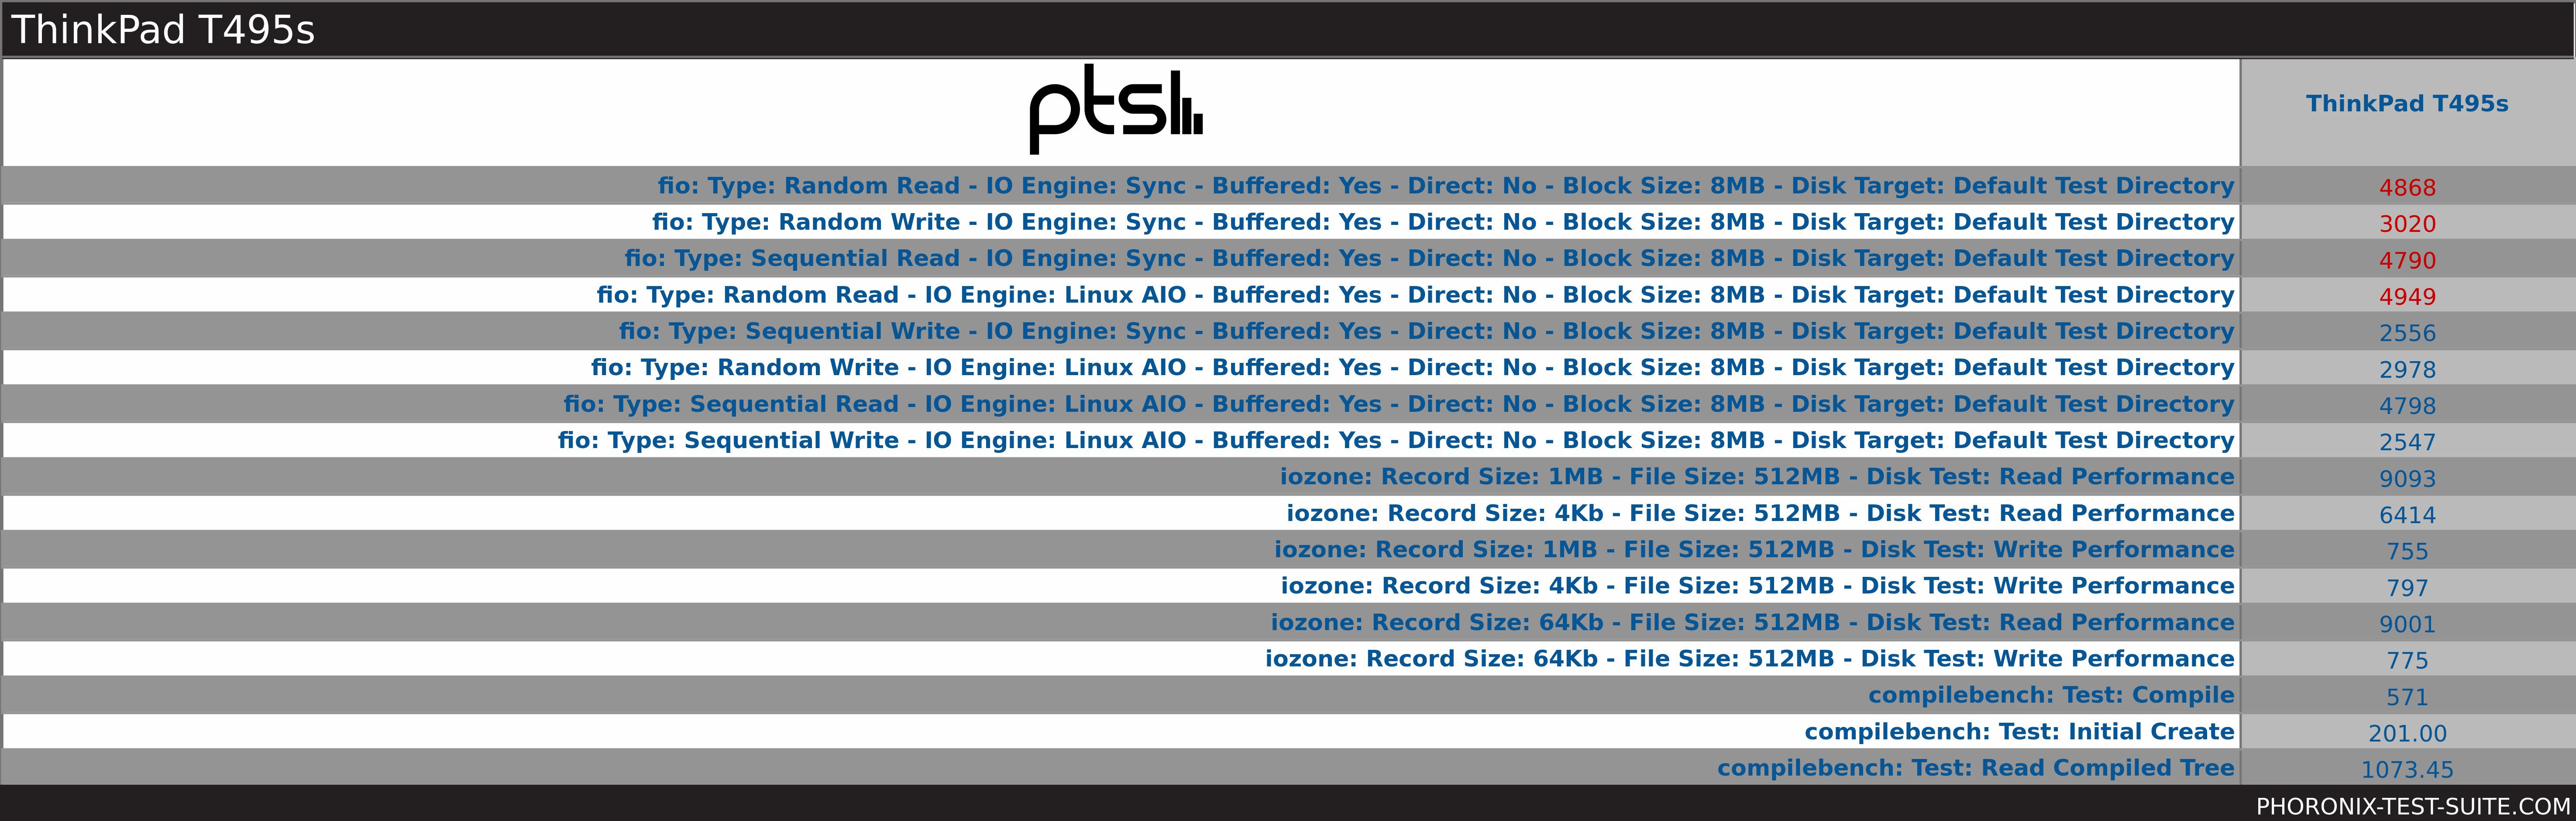 ThinkPad T495s
ptsl
ThinkPad T495s
fio: Type: Random Read - IO Engine: Sync - Buffered: Yes - Direct: No - Block Size: 8MB - Disk Target: Default Test Directory 4868
fio: Type: Random Write - IO Engine: Sync - Buffered: Yes - Direct: No - Block Size: 8MB - Disk Target: Default Test Directory 3020
fio: Type: Sequential Read - IO Engine: Sync - Buffered: Yes - Direct: No - Block Size: 8MB - Disk Target: Default Test Directory 4790
fio: Type: Random Read - IO Engine: Linux AIO - Buffered: Yes - Direct: No - Block Size: 8MB - Disk Target: Default Test Directory 4949
fio: Type: Sequential Write - IO Engine: Sync - Buffered: Yes - Direct: No - Block Size: 8MB - Disk Target: Default Test Directory 2556
fio: Type: Random Write - IO Engine: Linux AIO - Buffered: Yes - Direct: No - Block Size: 8MB - Disk Target: Default Test Directory 2978
fio: Type: Sequential Read - IO Engine: Linux AIO - Buffered: Yes - Direct: No - Block Size: 8MB - Disk Target: Default Test Directory 4798
fio: Type: Sequential Write - IO Engine: Linux AIO - Buffered: Yes - Direct: No - Block Size: 8MB - Disk Target: Default Test Directory 2547
iozone: Record Size: 1MB - File Size: 512MB - Disk Test: Read Performance 9093
iozone: Record Size: 4Kb - File Size: 512MB - Disk Test: Read Performance 6414
iozone: Record Size: 1MB - File Size: 512MB - Disk Test: Write Performance 755
iozone: Record Size: 4Kb - File Size: 512MB - Disk Test: Write Performance 797
iozone: Record Size: 64Kb - File Size: 512MB - Disk Test: Read Performance 9001
iozone: Record Size: 64Kb - File Size: 512MB - Disk Test: Write Performance 775
compilebench: Test: Compile 571
compilebench: Test: Initial Create 201.00
compilebench: Test: Read Compiled Tree 1073.45
PHORONIX-TEST-SUITE.COM